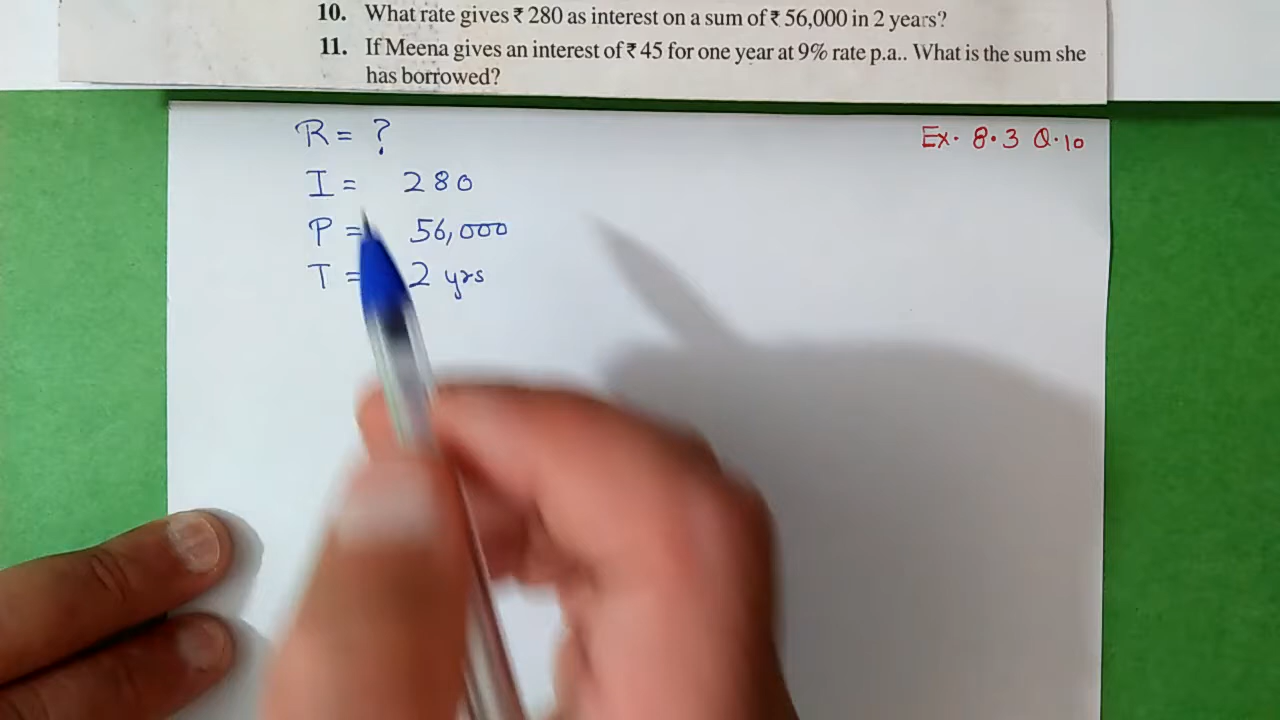 10. What rate gives ₹ 280 as interest on a sum of ₹ 56,000 in 2 years?
11. If Meena gives an interest of ₹ 45 for one year at 9% rate p.a.. What is the sum she
has borrowed?
Ex. 8.3 Q.10
R = ?
I = 280
P = 56,000
T = 2 yrs